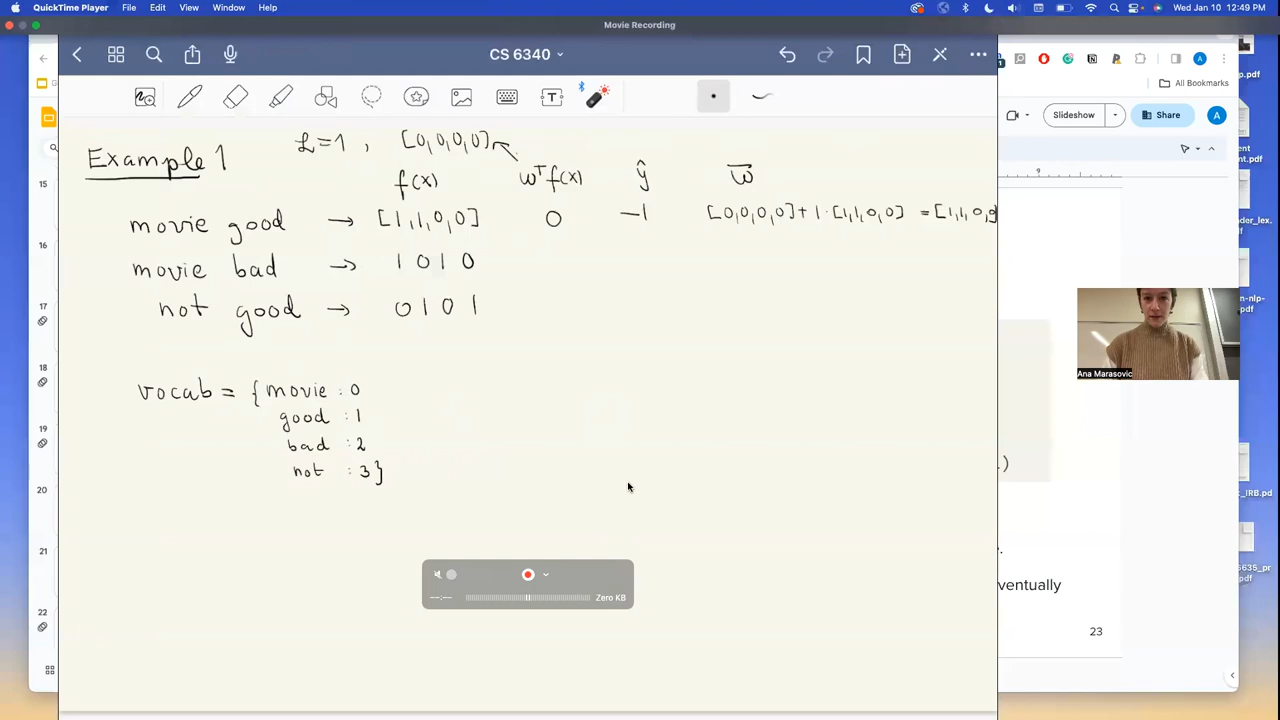 QuickTime Player File Edit View Window Help Wed Jan 10 12:49 PM
Movie Recording
CS 6340
All Bookmarks
Slideshow
Share
A
Example 1
α=1, [0,0,0,0]
f(x) wᵀf(x) ŷ w̄
movie good → [1,1,0,0] 0 -1 [0,0,0,0]+1·[1,1,0,0] =[1,1,0,0]
movie bad → 1 0 1 0
not good → 0 1 0 1
vocab = {movie : 0
good : 1
bad : 2
not : 3}
Ana Marasovic
--:-- Zero KB
15
16
17
18
19
20
21
22
9
ventually
23
_IRB.pdf